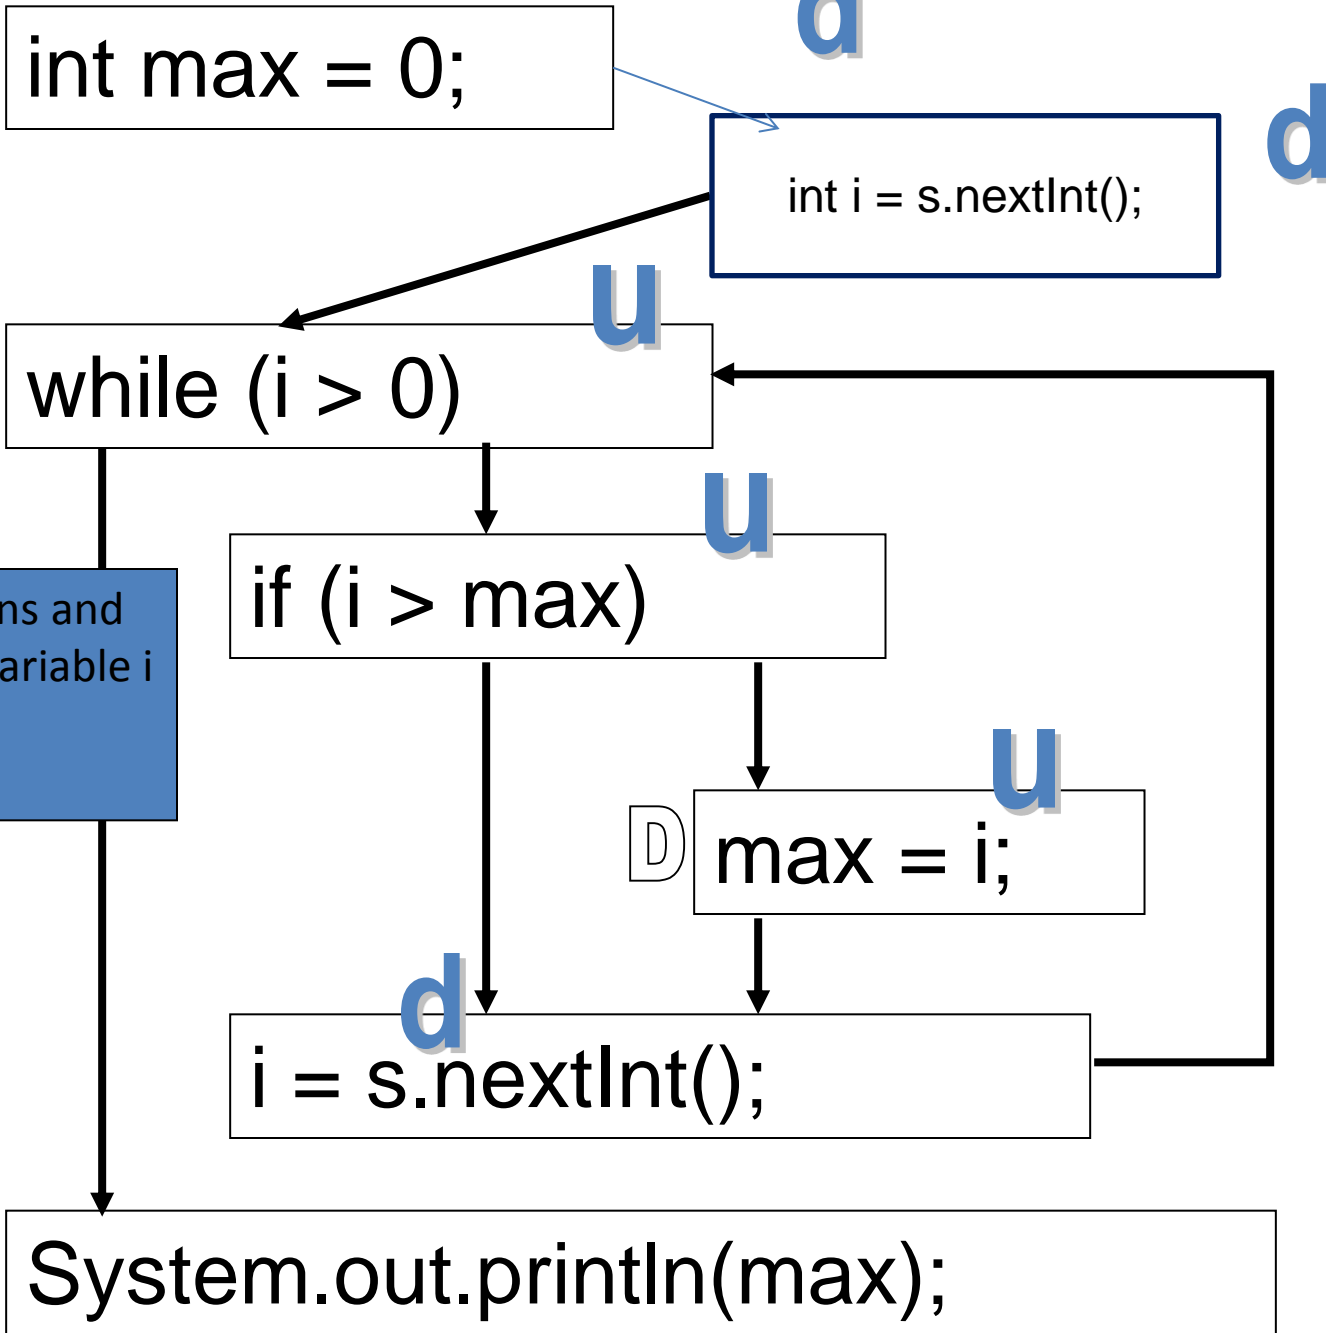 d
int max = 0;
d
int i = s.nextInt();
u
while (i > 0)
u
if (i > max)
ns and
ariable i
u
D
max = i;
d
i = s.nextInt();
System.out.println(max);